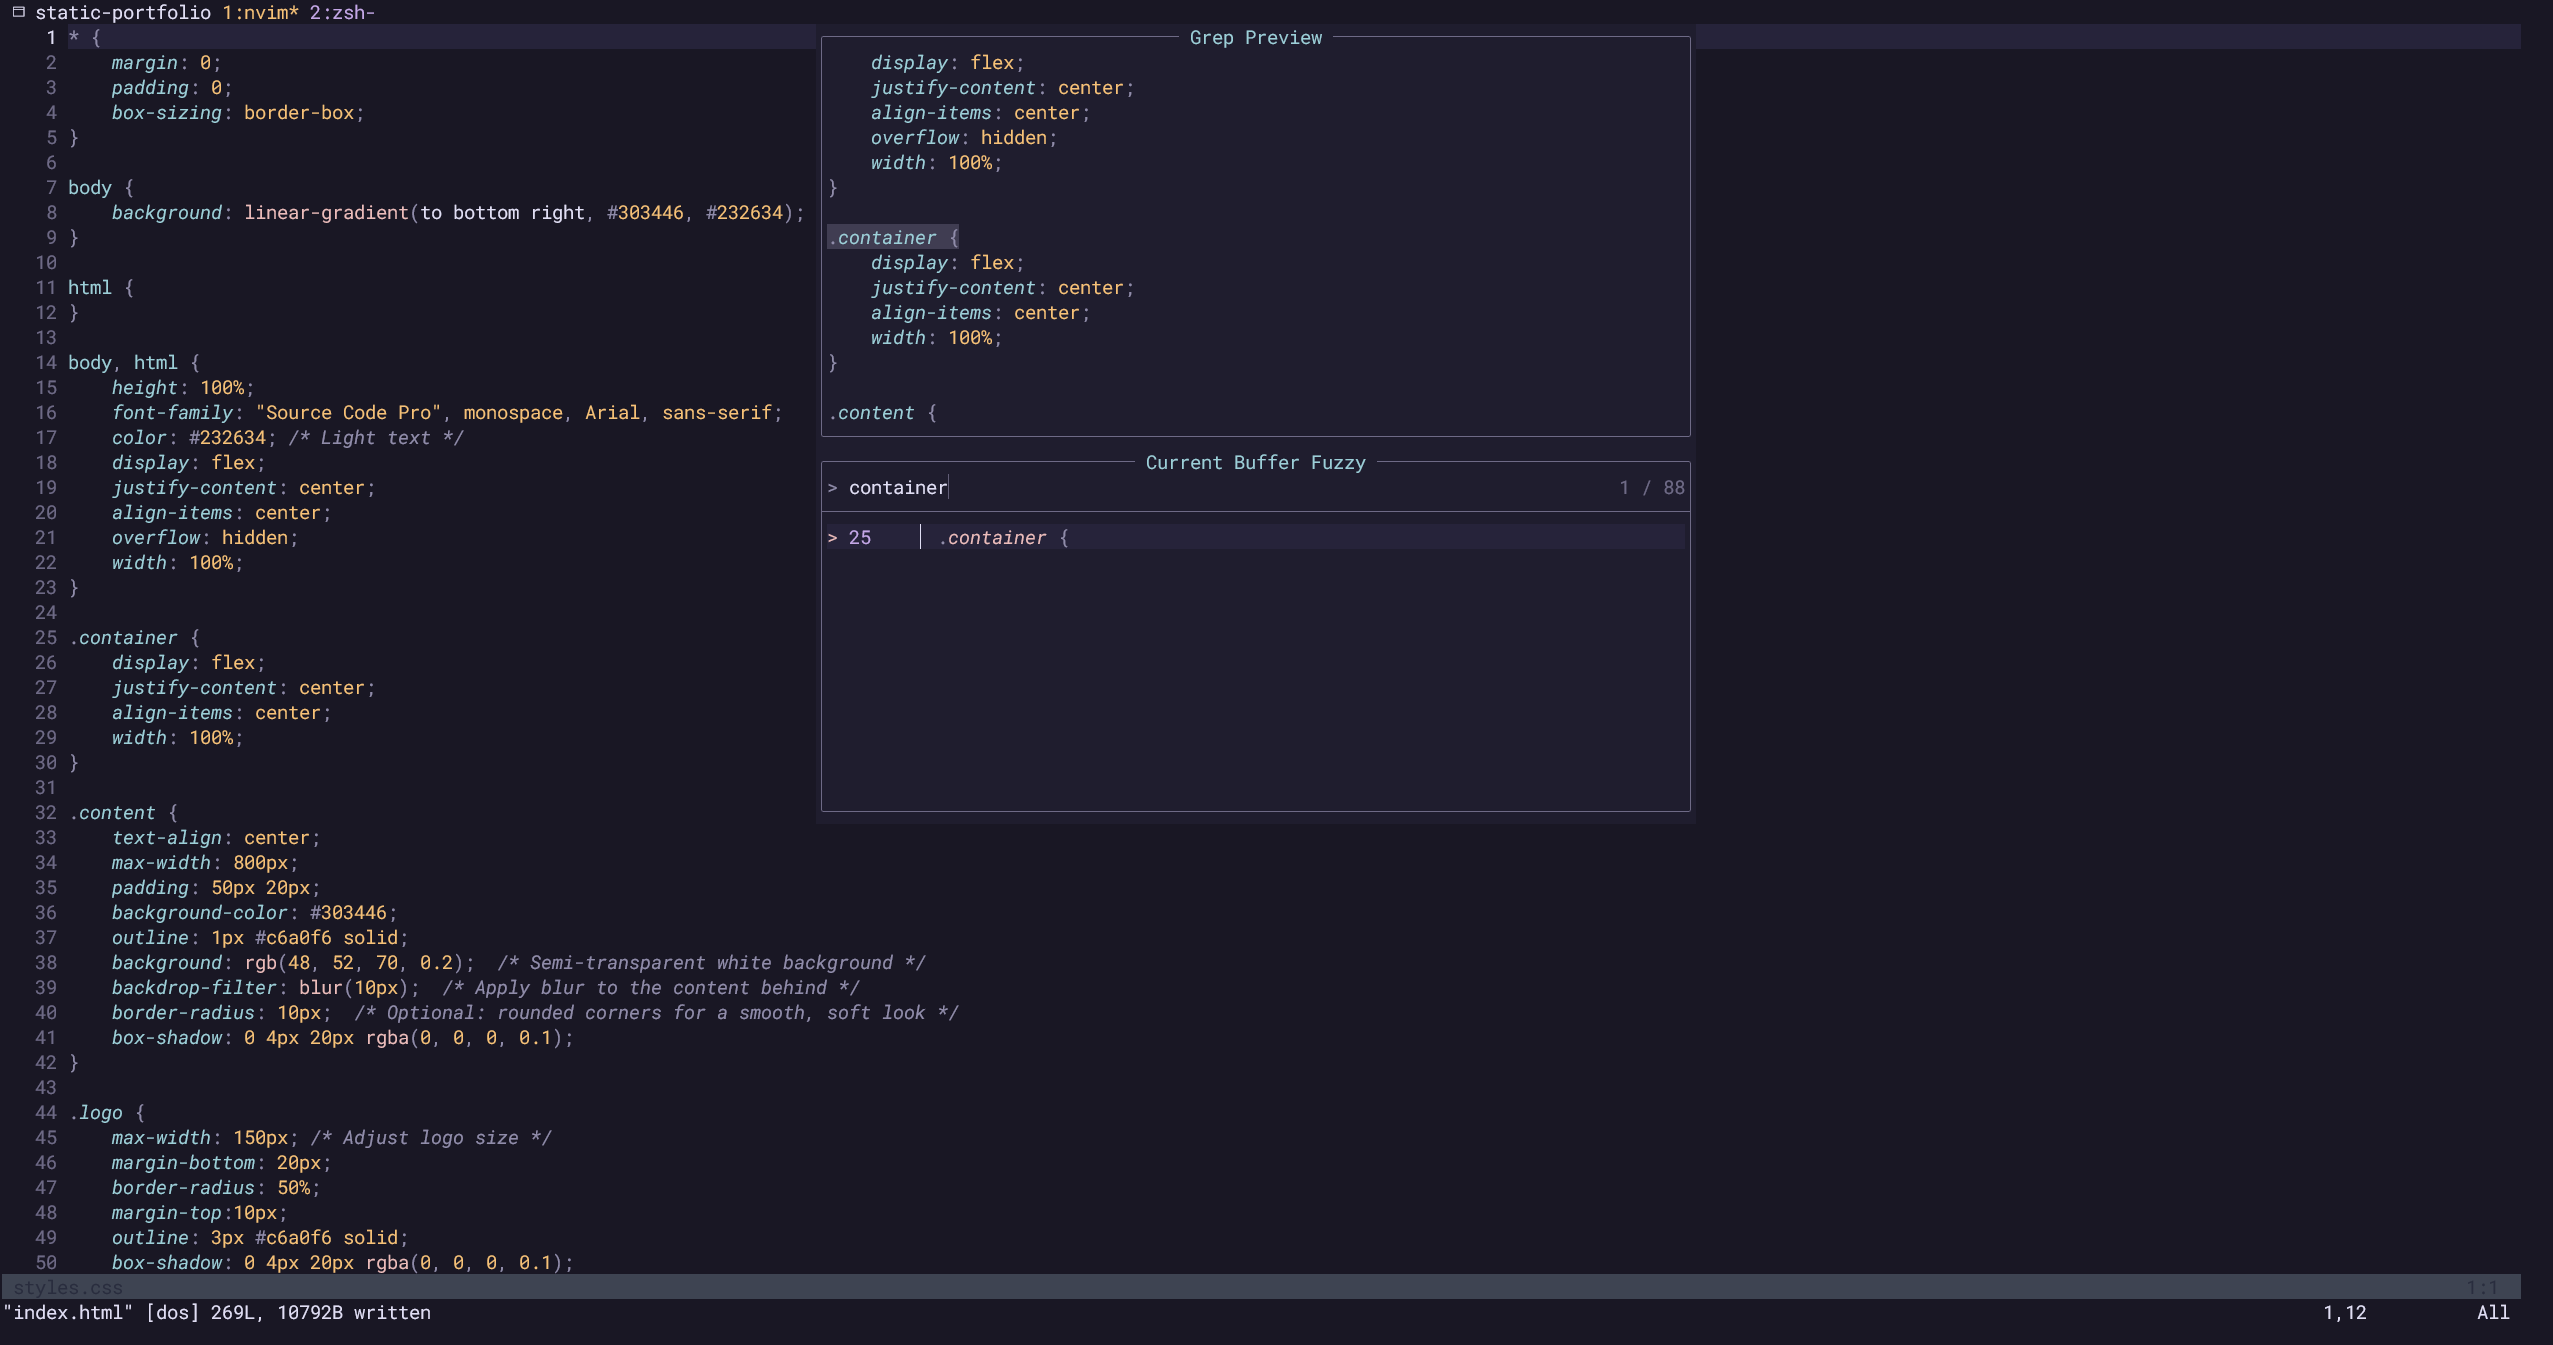 static-portfolio 1:nvim* 2:zsh-
1 * {
2     margin: 0;
3     padding: 0;
4     box-sizing: border-box;
5 }
6
7 body {
8     background: linear-gradient(to bottom right, #303446, #232634);
9 }
10
11 html {
12 }
13
14 body, html {
15     height: 100%;
16     font-family: "Source Code Pro", monospace, Arial, sans-serif;
17     color: #232634; /* Light text */
18     display: flex;
19     justify-content: center;
20     align-items: center;
21     overflow: hidden;
22     width: 100%;
23 }
24
25 .container {
26     display: flex;
27     justify-content: center;
28     align-items: center;
29     width: 100%;
30 }
31
32 .content {
33     text-align: center;
34     max-width: 800px;
35     padding: 50px 20px;
36     background-color: #303446;
37     outline: 1px #c6a0f6 solid;
38     background: rgb(48, 52, 70, 0.2);  /* Semi-transparent white background */
39     backdrop-filter: blur(10px);  /* Apply blur to the content behind */
40     border-radius: 10px;  /* Optional: rounded corners for a smooth, soft look */
41     box-shadow: 0 4px 20px rgba(0, 0, 0, 0.1);
42 }
43
44 .logo {
45     max-width: 150px; /* Adjust logo size */
46     margin-bottom: 20px;
47     border-radius: 50%;
48     margin-top:10px;
49     outline: 3px #c6a0f6 solid;
50     box-shadow: 0 4px 20px rgba(0, 0, 0, 0.1);
Grep Preview
    display: flex;
    justify-content: center;
    align-items: center;
    overflow: hidden;
    width: 100%;
}
.container {
    display: flex;
    justify-content: center;
    align-items: center;
    width: 100%;
}
.content {
Current Buffer Fuzzy
> container 1 / 88
> 25 .container {
styles.css 1:1
"index.html" [dos] 269L, 10792B written 1,12 All